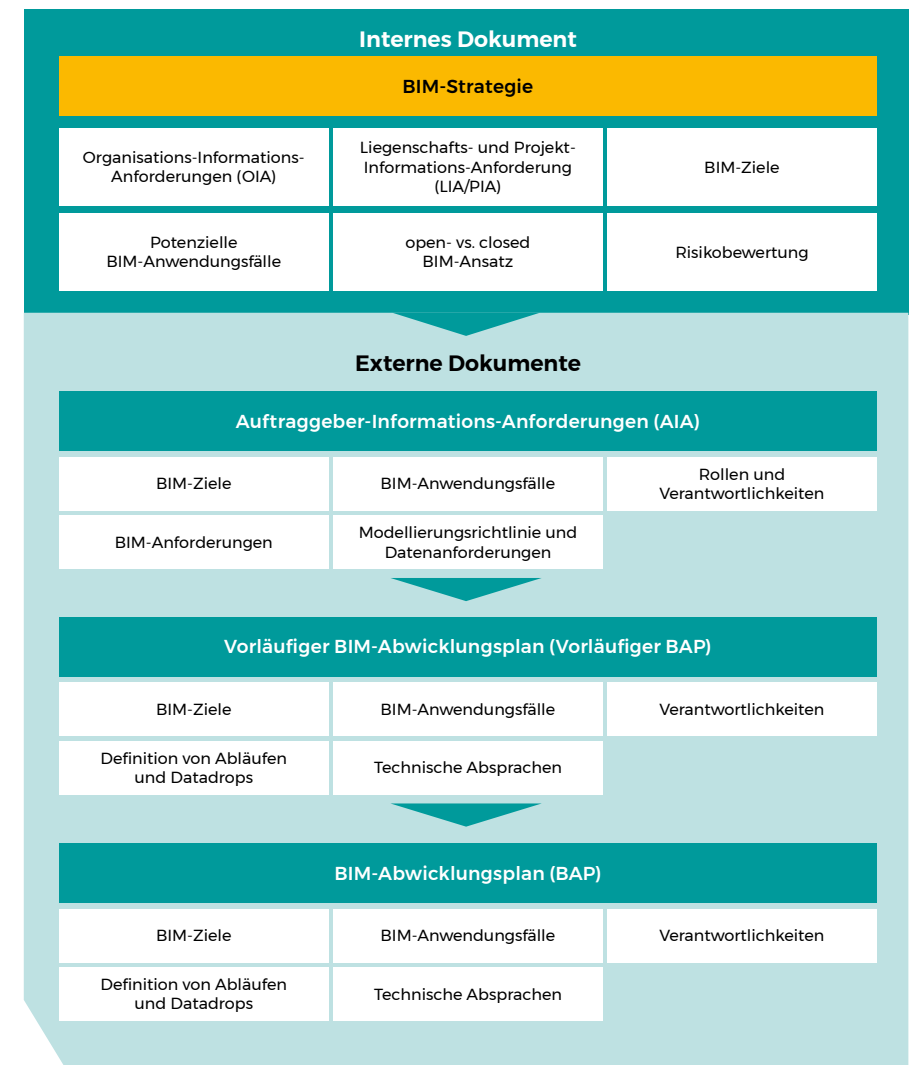 Internes Dokument
BIM-Strategie
Organisations-Informations-
Anforderungen (OIA)
Liegenschafts- und Projekt-
Informations-Anforderung
(LIA/PIA)
BIM-Ziele
Potenzielle
BIM-Anwendungsfälle
open- vs. closed
BIM-Ansatz
Risikobewertung
Externe Dokumente
Auftraggeber-Informations-Anforderungen (AIA)
BIM-Ziele
BIM-Anwendungsfälle
Rollen und
Verantwortlichkeiten
BIM-Anforderungen
Modellierungsrichtlinie und
Datenanforderungen
Vorläufiger BIM-Abwicklungsplan (Vorläufiger BAP)
BIM-Ziele
BIM-Anwendungsfälle
Verantwortlichkeiten
Definition von Abläufen
und Datadrops
Technische Absprachen
BIM-Abwicklungsplan (BAP)
BIM-Ziele
BIM-Anwendungsfälle
Verantwortlichkeiten
Definition von Abläufen
und Datadrops
Technische Absprachen